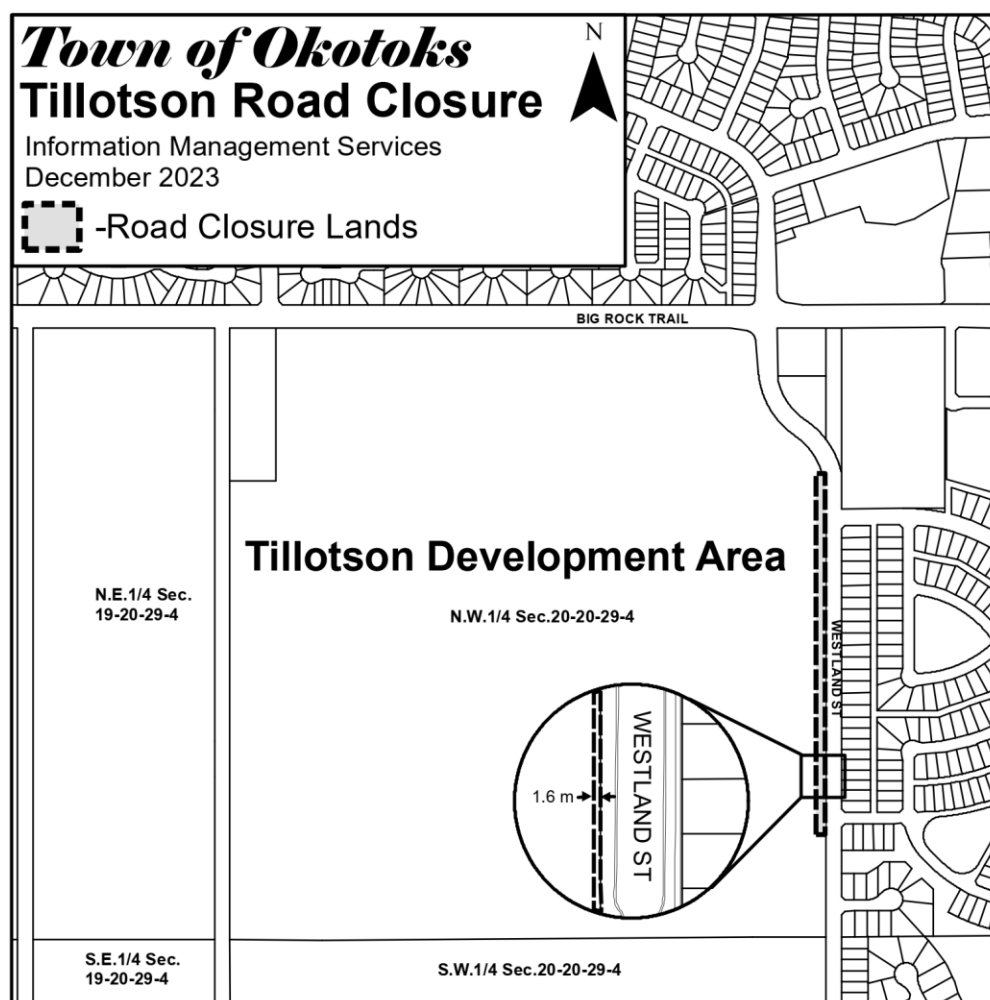 Town of Okotoks
Tillotson Road Closure
Information Management Services
December 2023
-Road Closure Lands
N
BIG ROCK TRAIL
Tillotson Development Area
N.E.1/4 Sec.
19-20-29-4
N.W.1/4 Sec.20-20-29-4
WESTLAND ST
1.6 m
WESTLAND ST
S.E.1/4 Sec.
19-20-29-4
S.W.1/4 Sec.20-20-29-4